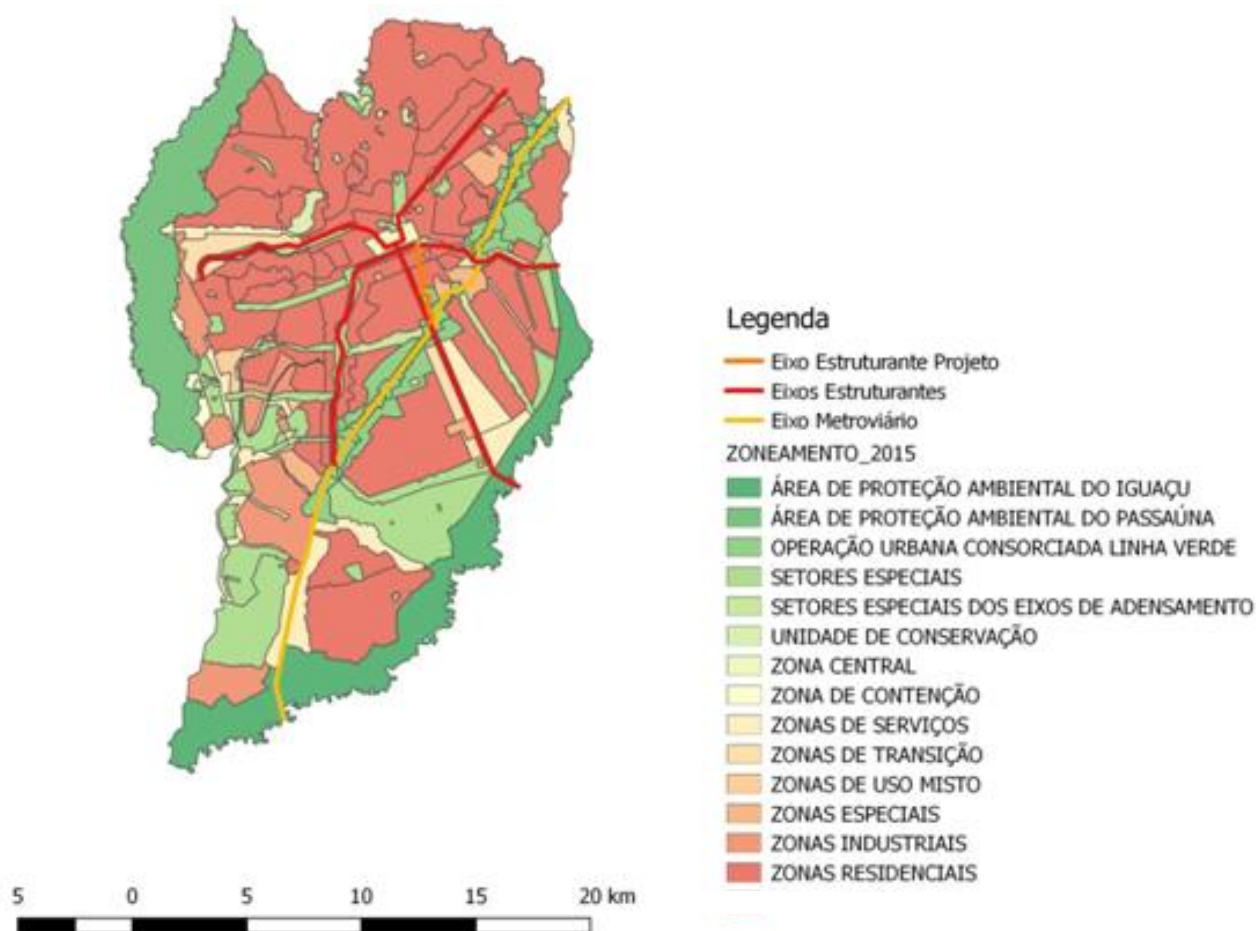 Legenda
Eixo Estruturante Projeto
Eixos Estruturantes
Eixo Metroviário
ZONEAMENTO_2015
ÁREA DE PROTEÇÃO AMBIENTAL DO IGUAÇU
ÁREA DE PROTEÇÃO AMBIENTAL DO PASSAÚNA
OPERAÇÃO URBANA CONSORCIADA LINHA VERDE
SETORES ESPECIAIS
SETORES ESPECIAIS DOS EIXOS DE ADENSAMENTO
UNIDADE DE CONSERVAÇÃO
ZONA CENTRAL
ZONA DE CONTENÇÃO
ZONAS DE SERVIÇOS
ZONAS DE TRANSIÇÃO
ZONAS DE USO MISTO
ZONAS ESPECIAIS
ZONAS INDUSTRIAIS
ZONAS RESIDENCIAIS
5 0 5 10 15 20 km